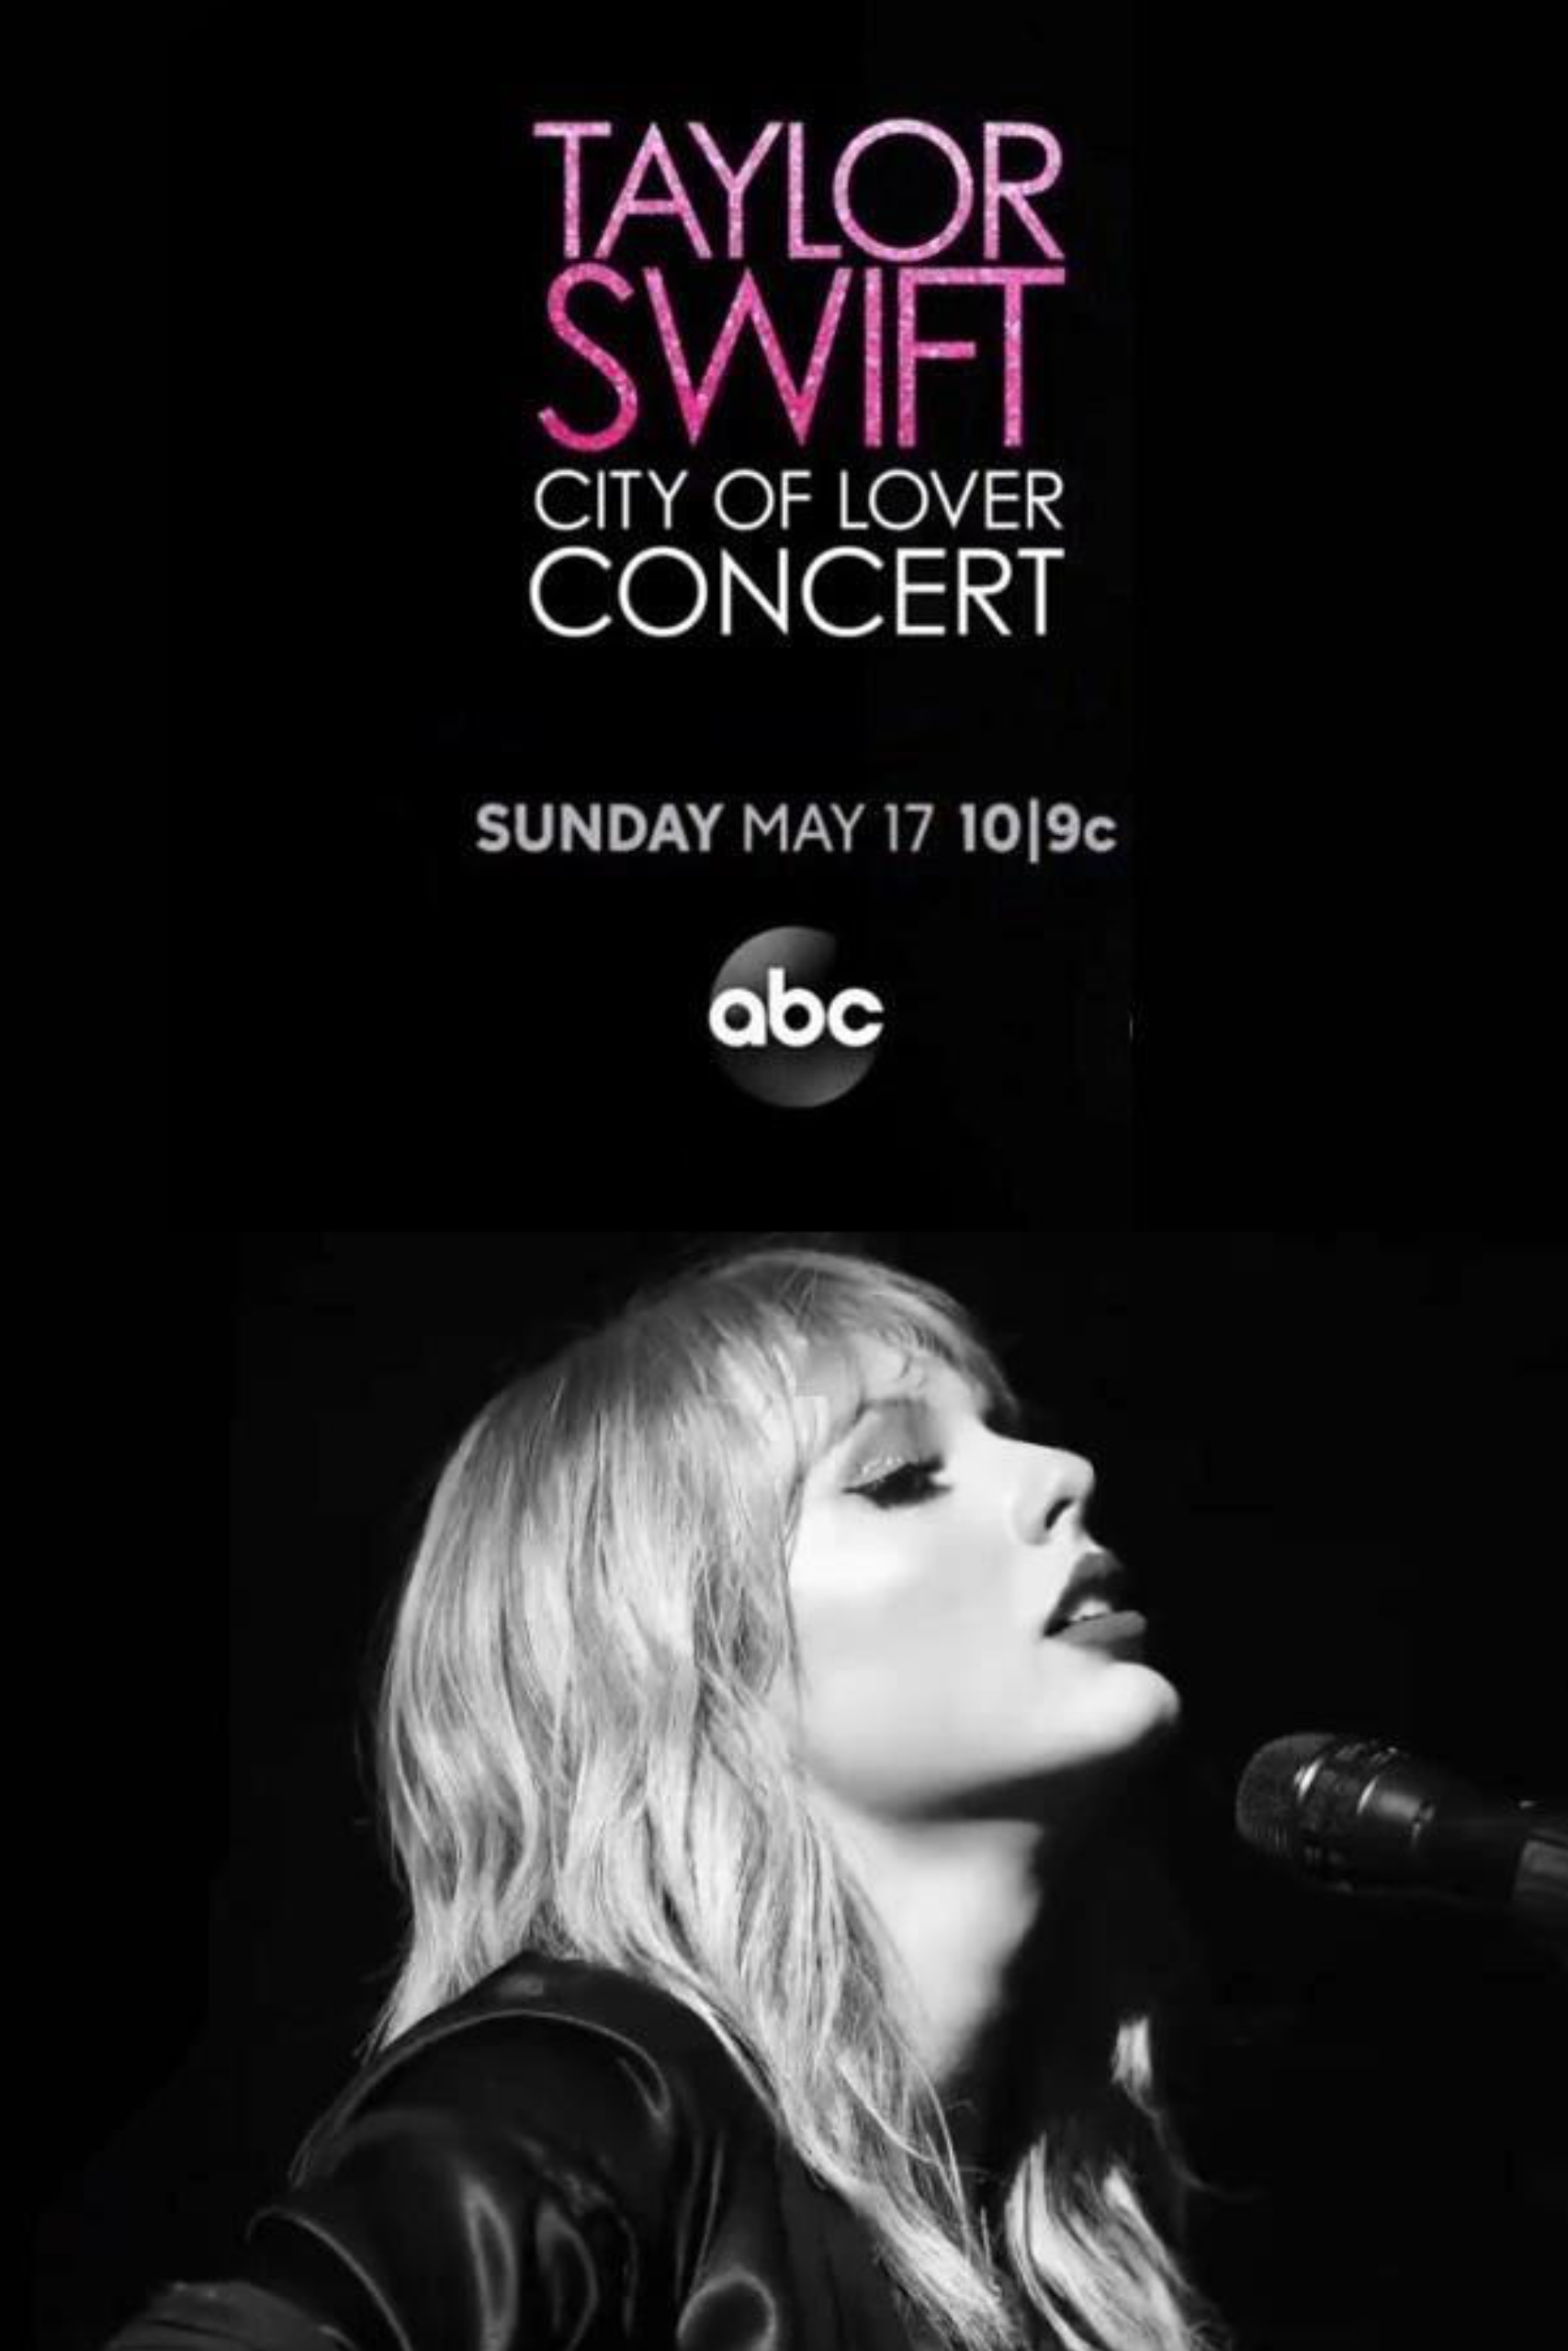 TAYLOR
SWIFT
CITY OF LOVER
CONCERT
SUNDAY MAY 17 10|9c
abc